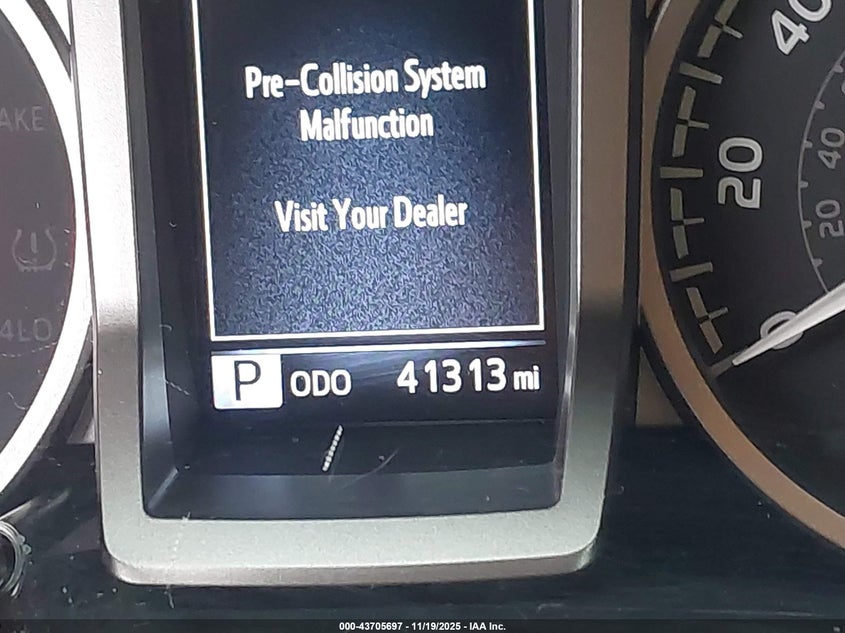 Pre-Collision System
Malfunction
Visit Your Dealer
P ODO 41313 mi
AKE
4LO
40
20
0
40
20
000-43705697 - 11/19/2025 - IAA Inc.